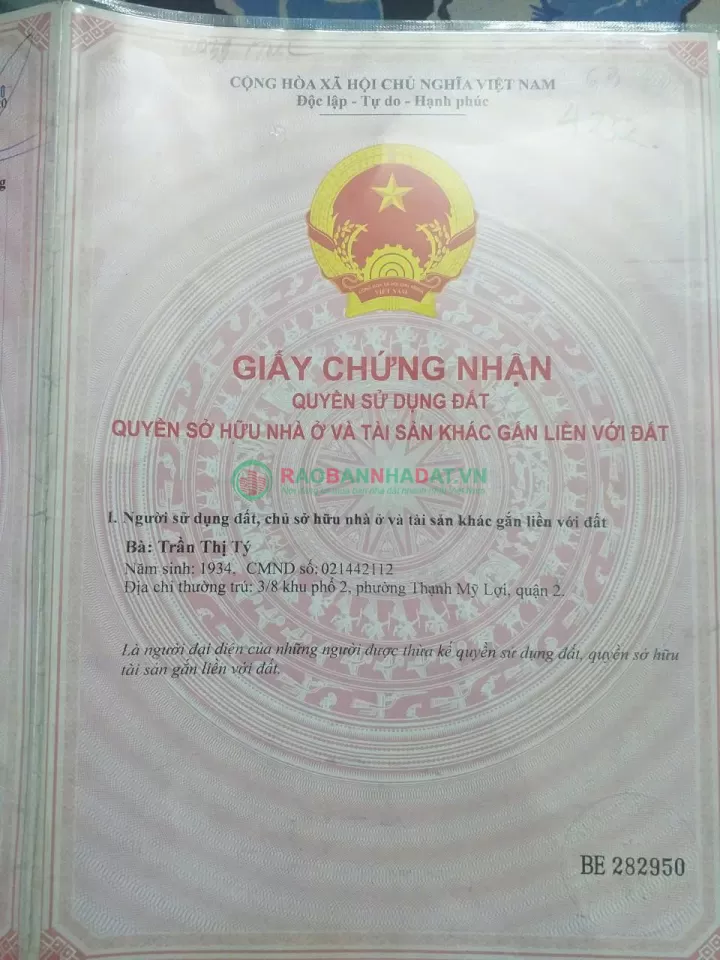 CỘNG HÒA XÃ HỘI CHỦ NGHĨA VIỆT NAM
Độc lập - Tự do - Hạnh phúc
VIỆT NAM
GIẤY CHỨNG NHẬN
QUYỀN SỬ DỤNG ĐẤT
QUYỀN SỞ HỮU NHÀ Ở VÀ TÀI SẢN KHÁC GẮN LIỀN VỚI ĐẤT
RAOBANNHADAT.VN
I. Người sử dụng đất, chủ sở hữu nhà ở và tài sản khác gắn liền với đất
Bà: Trần Thị Tý
Năm sinh: 1934. CMND số: 021442112
Địa chỉ thường trú: 3/8 khu phố 2, phường Thạnh Mỹ Lợi, quận 2.
Là người đại diện của những người được thừa kế quyền sử dụng đất, quyền sở hữu
tài sản gắn liền với đất.
BE 282950